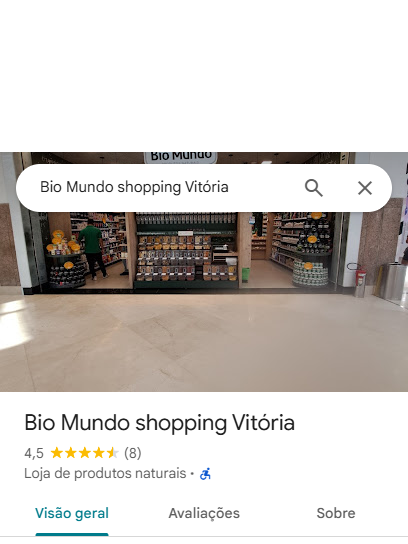 Bio Mundo
Bio Mundo shopping Vitória
Bio Mundo shopping Vitória
4,5 (8)
Loja de produtos naturais ·
Visão geral Avaliações Sobre